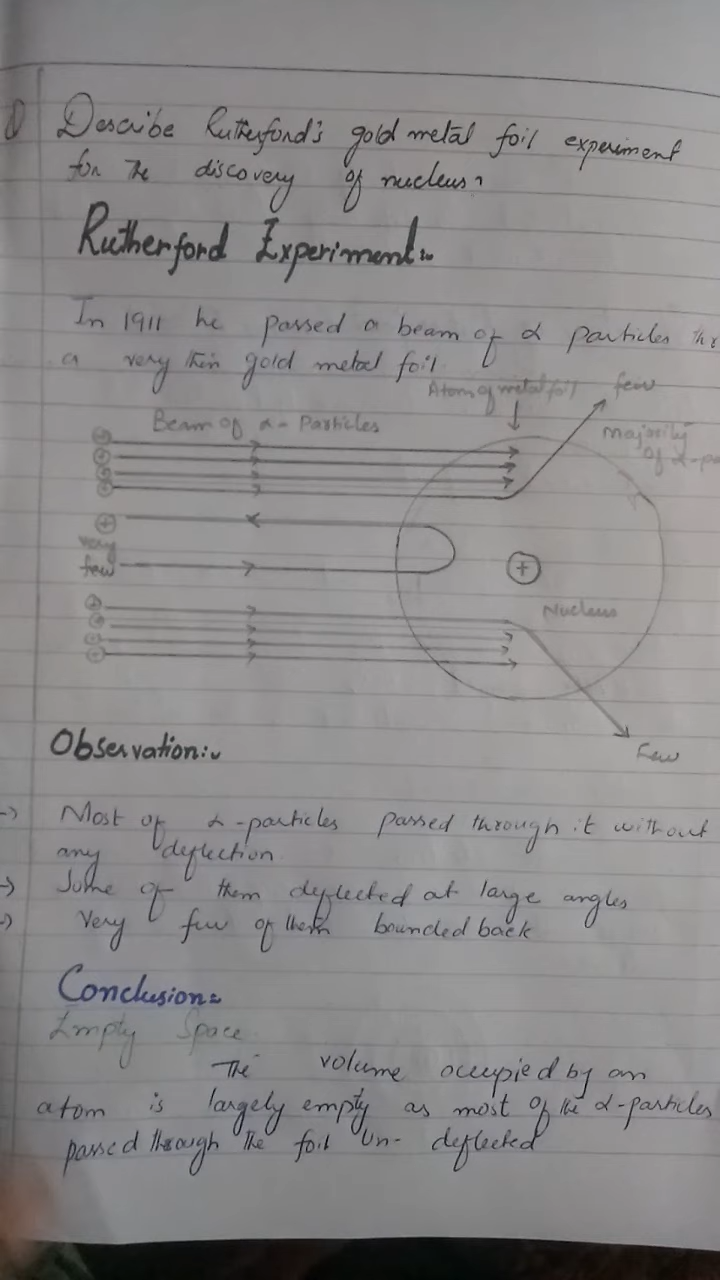 Describe Rutherford's gold metal foil experiment
for the discovery of nucleus?
Rutherford Experiment:
In 1911 he passed a beam of α particles thr
a very thin gold metal foil
Atom of metal foil
few
Beam of α- Particles
Majority
of α-pa
very
few
Nucleus
Few
Observation:
-> Most of α-particles passed through it without
any deflection
-> Some of them deflected at large angles
-> Very few of them bounded back
Conclusion:
Empty Space
The volume occupied by an
atom is largely empty as most of the α-particles
passed through the foil un- deflected